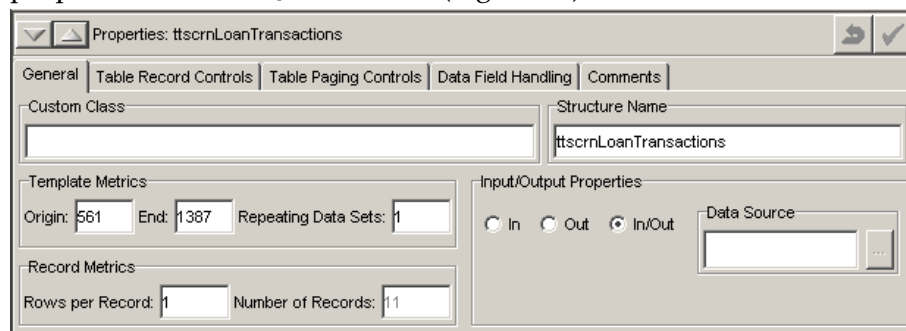 Properties: ttscrnLoanTransactions
General Table Record Controls Table Paging Controls Data Field Handling Comments
Custom Class Structure Name
ttscrnLoanTransactions
Template Metrics Input/Output Properties
Origin: 561 End: 1387 Repeating Data Sets: 1
In Out In/Out Data Source
...
Record Metrics
Rows per Record: 1 Number of Records: 11